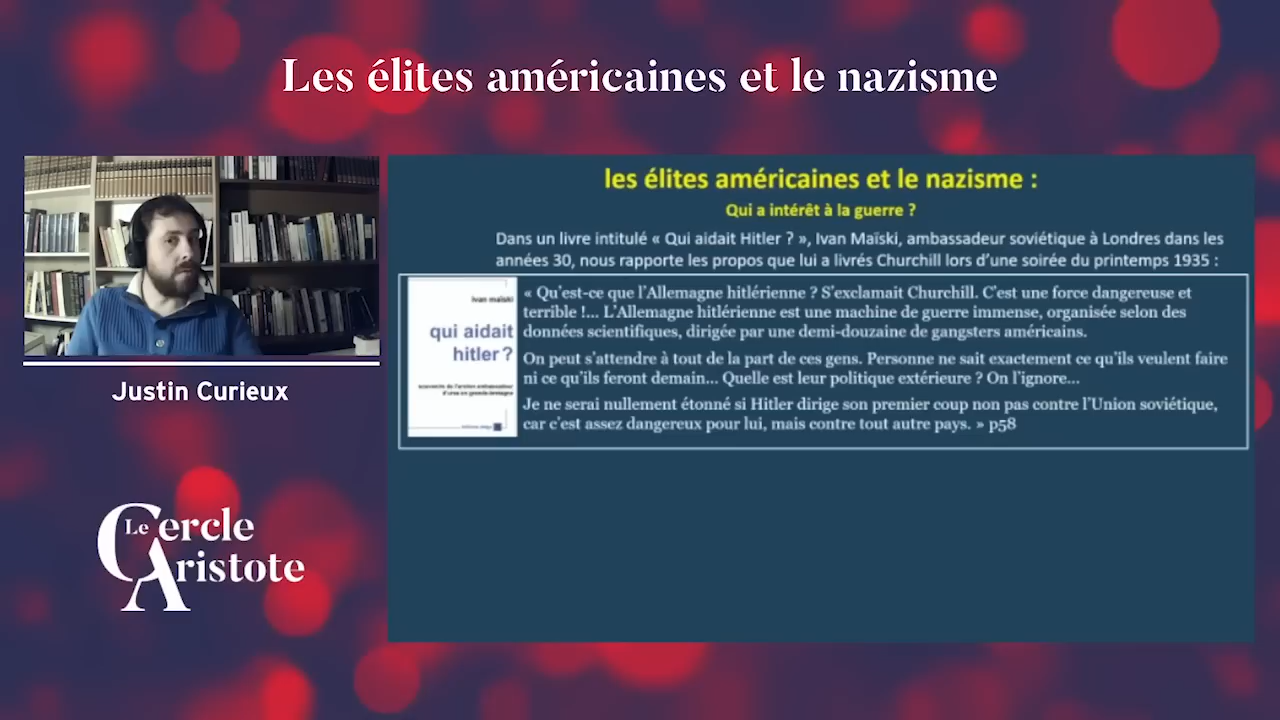 Les élites américaines et le nazisme
les élites américaines et le nazisme :
Qui a intérêt à la guerre ?
Dans un livre intitulé « Qui aidait Hitler ? », Ivan Maïski, ambassadeur soviétique à Londres dans les
années 30, nous rapporte les propos que lui a livrés Churchill lors d’une soirée du printemps 1935 :
ivan maïski
qui aidait
hitler ?
« Qu’est-ce que l’Allemagne hitlérienne ? S’exclamait Churchill. C’est une force dangereuse et
terrible !... L’Allemagne hitlérienne est une machine de guerre immense, organisée selon des
données scientifiques, dirigée par une demi-douzaine de gangsters américains.
On peut s’attendre à tout de la part de ces gens. Personne ne sait exactement ce qu’ils veulent faire
ni ce qu’ils feront demain... Quelle est leur politique extérieure ? On l’ignore...
Je ne serai nullement étonné si Hitler dirige son premier coup non pas contre l’Union soviétique,
car c’est assez dangereux pour lui, mais contre tout autre pays. » p58
Justin Curieux
Le Cercle
Aristote